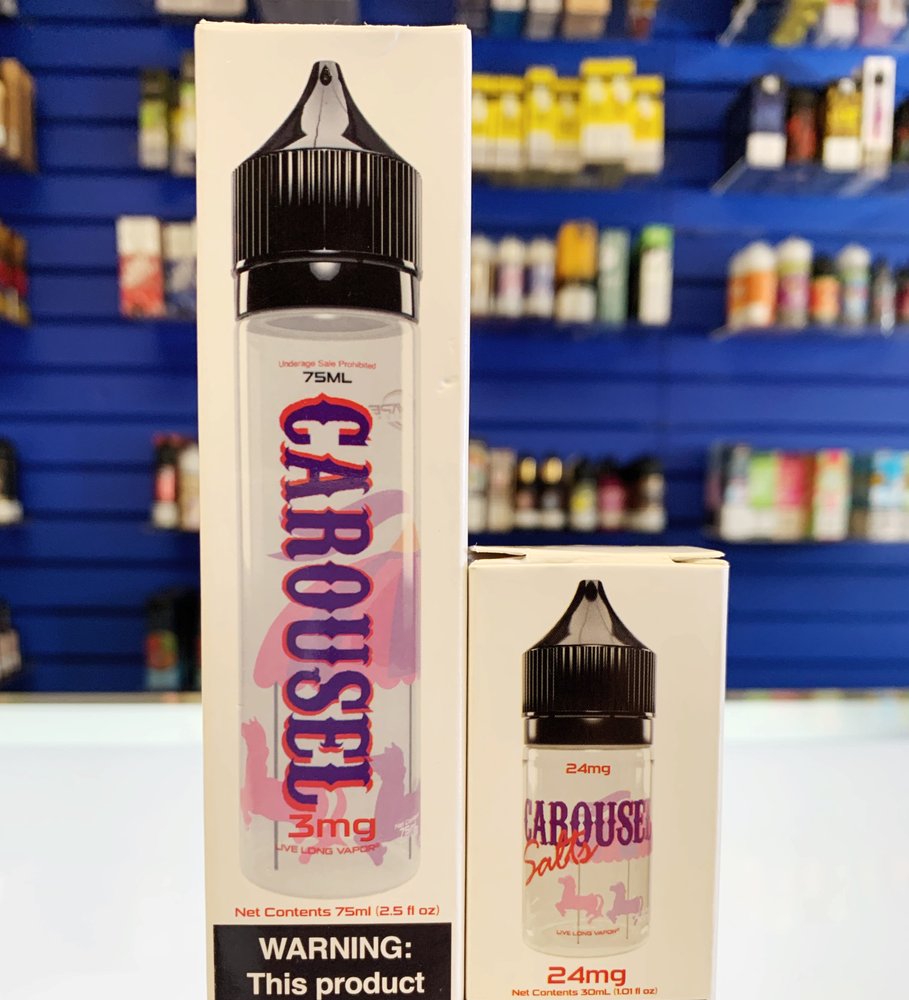 Underage Sale Prohibited
75ML
CAROUSEL
3mg
LIVE LONG VAPOR®
Net Contents 75ml (2.5 fl oz)
WARNING:
This product
24mg
CAROUSEL
Salts
LIVE LONG VAPOR®
24mg
Net Contents 30mL (1.01 fl oz)